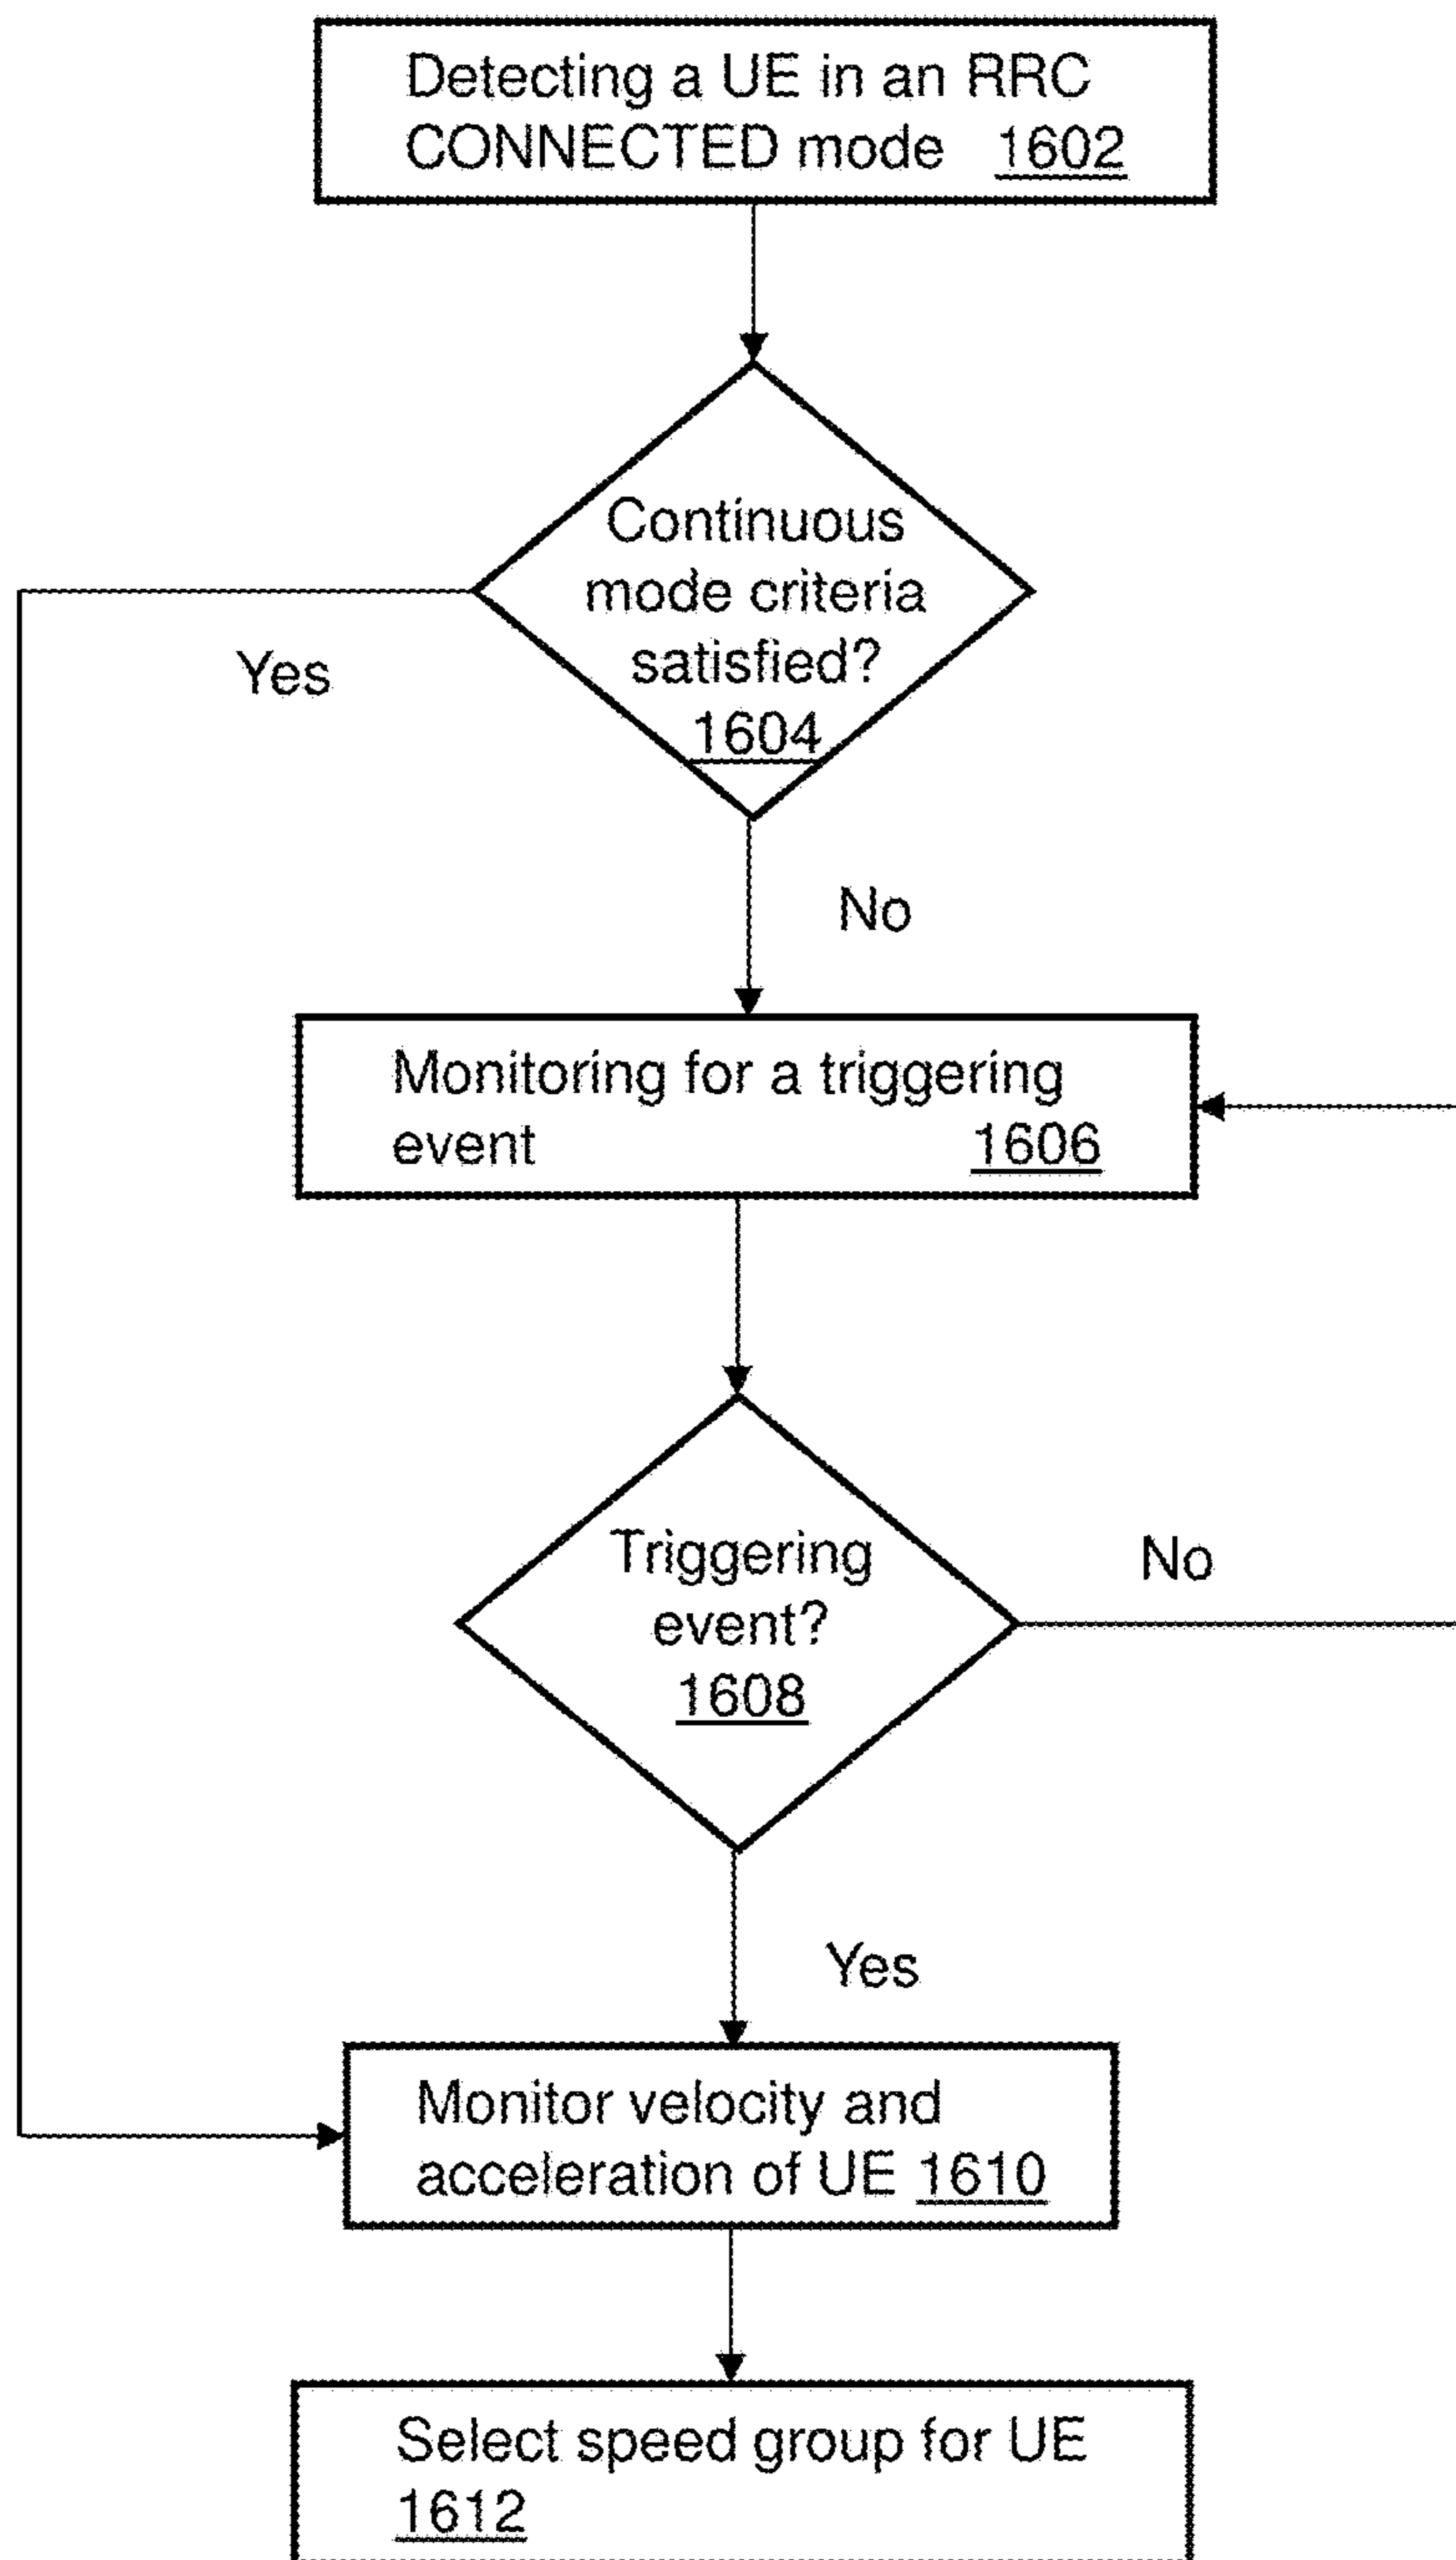 Detecting a UE in an RRC
CONNECTED mode 1602
Continuous
mode criteria
satisfied?
1604
Yes
No
Monitoring for a triggering
event 1606
Triggering
event?
1608
No
Yes
Monitor velocity and
acceleration of UE 1610
Select speed group for UE
1612